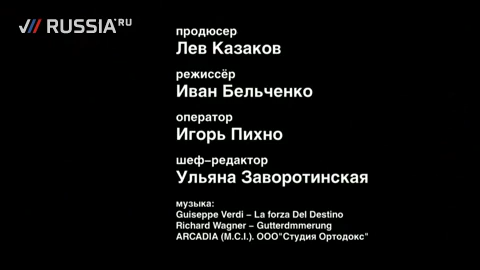 RUSSIA.RU
продюсер
Лев Казаков
режиссёр
Иван Бельченко
оператор
Игорь Пихно
шеф-редактор
Ульяна Заворотинская
музыка:
Guiseppe Verdi – La forza Del Destino
Richard Wagner – Gutterdmmerung
ARCADIA (M.C.I.). ООО"Студия Ортодокс"